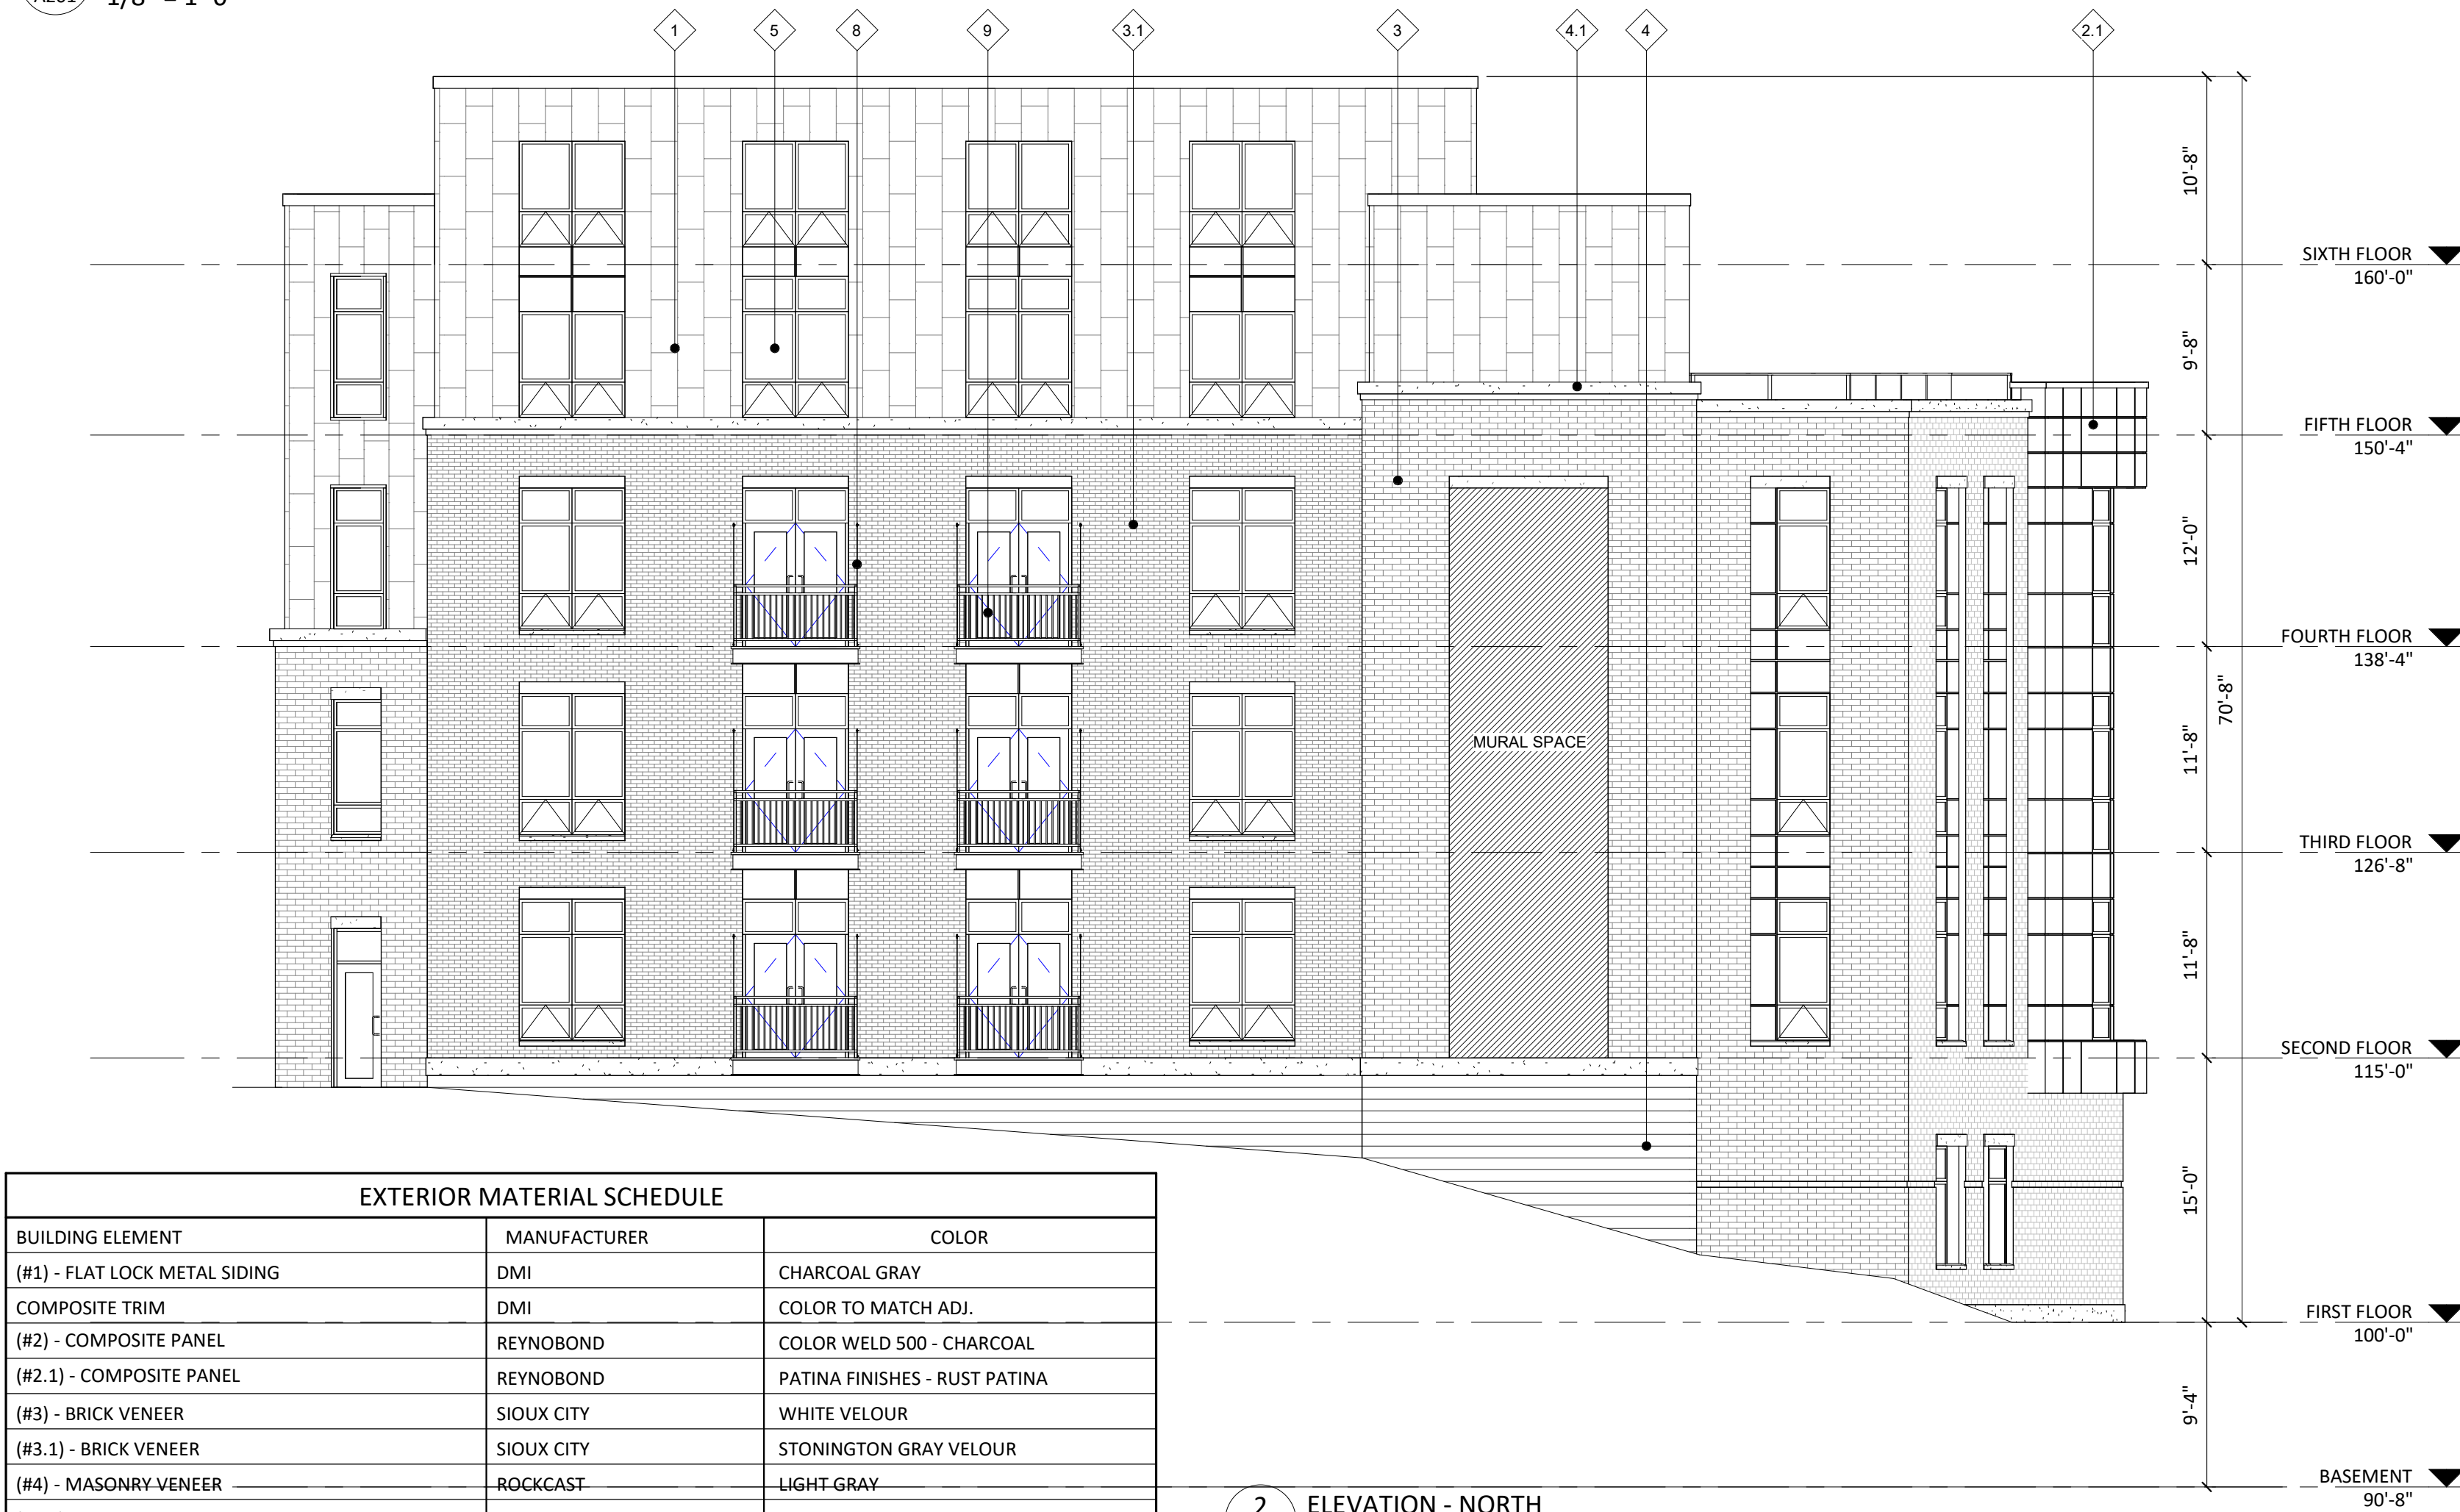 1 5 8 9 3.1 3 4.1 4 2.1
10'-8"
SIXTH FLOOR
160'-0"
9'-8"
FIFTH FLOOR
150'-4"
12'-0"
FOURTH FLOOR
138'-4"
70'-8"
11'-8"
MURAL SPACE
THIRD FLOOR
126'-8"
11'-8"
SECOND FLOOR
115'-0"
15'-0"
FIRST FLOOR
100'-0"
9'-4"
BASEMENT
90'-8"
EXTERIOR MATERIAL SCHEDULE
BUILDING ELEMENT MANUFACTURER COLOR
(#1) - FLAT LOCK METAL SIDING DMI CHARCOAL GRAY
COMPOSITE TRIM DMI COLOR TO MATCH ADJ.
(#2) - COMPOSITE PANEL REYNOBOND COLOR WELD 500 - CHARCOAL
(#2.1) - COMPOSITE PANEL REYNOBOND PATINA FINISHES - RUST PATINA
(#3) - BRICK VENEER SIOUX CITY WHITE VELOUR
(#3.1) - BRICK VENEER SIOUX CITY STONINGTON GRAY VELOUR
(#4) - MASONRY VENEER ROCKCAST LIGHT GRAY
2 ELEVATION - NORTH